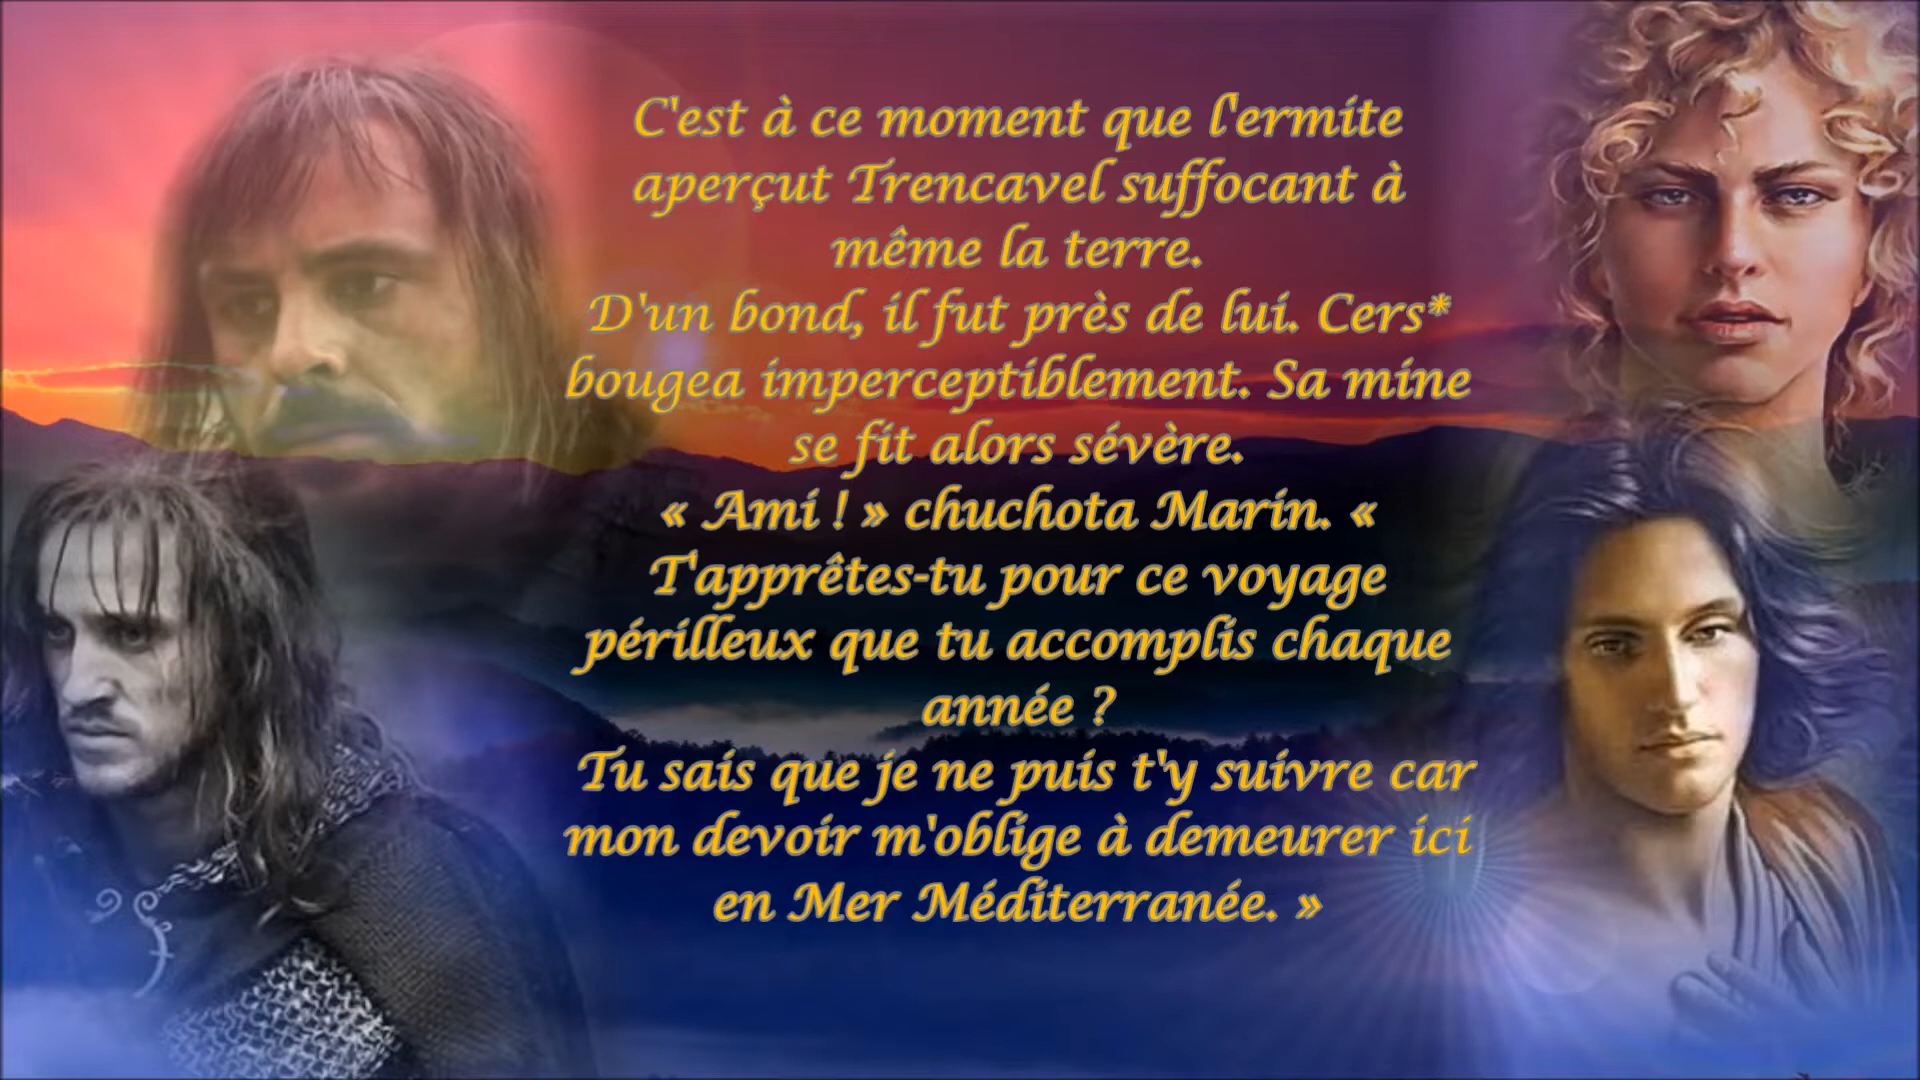 C'est à ce moment que l'ermite
aperçut Trencavel suffocant à
même la terre.
D'un bond, il fut près de lui. Cers*
bougea imperceptiblement. Sa mine
se fit alors sévère.
« Ami ! » chuchota Marin. «
T'apprêtes-tu pour ce voyage
périlleux que tu accomplis chaque
année ?
Tu sais que je ne puis t'y suivre car
mon devoir m'oblige à demeurer ici
en Mer Méditerranée. »